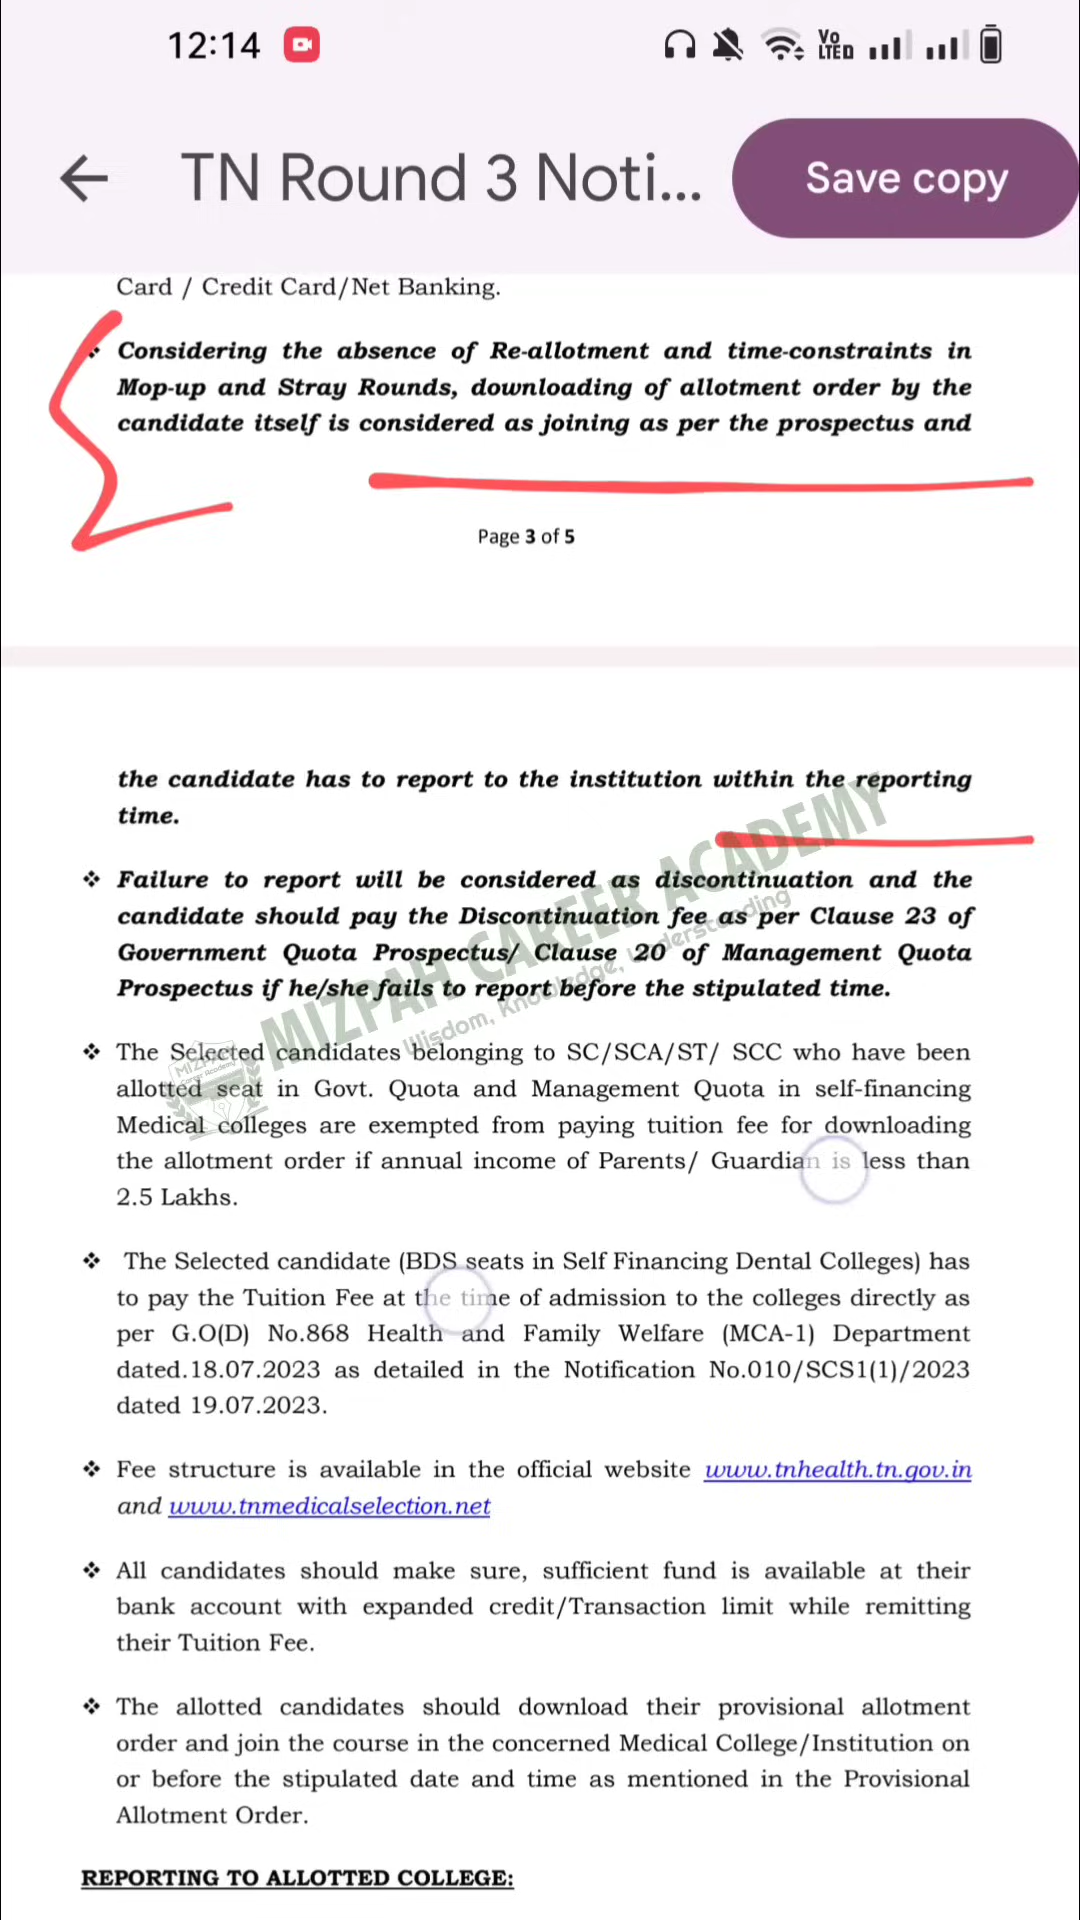 12:14
Vo
LTED
TN Round 3 Noti...
Save copy
Card / Credit Card/Net Banking.
❖ Considering the absence of Re-allotment and time-constraints in
Mop-up and Stray Rounds, downloading of allotment order by the
candidate itself is considered as joining as per the prospectus and
Page 3 of 5
the candidate has to report to the institution within the reporting
time.
❖ Failure to report will be considered as discontinuation and the
candidate should pay the Discontinuation fee as per Clause 23 of
Government Quota Prospectus/ Clause 20 of Management Quota
Prospectus if he/she fails to report before the stipulated time.
MIZPAH CAREER ACADEMY
Wisdom, Knowledge, Understanding
MIZPAH
Career Academy
❖ The Selected candidates belonging to SC/SCA/ST/ SCC who have been
allotted seat in Govt. Quota and Management Quota in self-financing
Medical colleges are exempted from paying tuition fee for downloading
the allotment order if annual income of Parents/ Guardian is less than
2.5 Lakhs.
❖ The Selected candidate (BDS seats in Self Financing Dental Colleges) has
to pay the Tuition Fee at the time of admission to the colleges directly as
per G.O(D) No.868 Health and Family Welfare (MCA-1) Department
dated.18.07.2023 as detailed in the Notification No.010/SCS1(1)/2023
dated 19.07.2023.
❖ Fee structure is available in the official website www.tnhealth.tn.gov.in
and www.tnmedicalselection.net
❖ All candidates should make sure, sufficient fund is available at their
bank account with expanded credit/Transaction limit while remitting
their Tuition Fee.
❖ The allotted candidates should download their provisional allotment
order and join the course in the concerned Medical College/Institution on
or before the stipulated date and time as mentioned in the Provisional
Allotment Order.
REPORTING TO ALLOTTED COLLEGE: